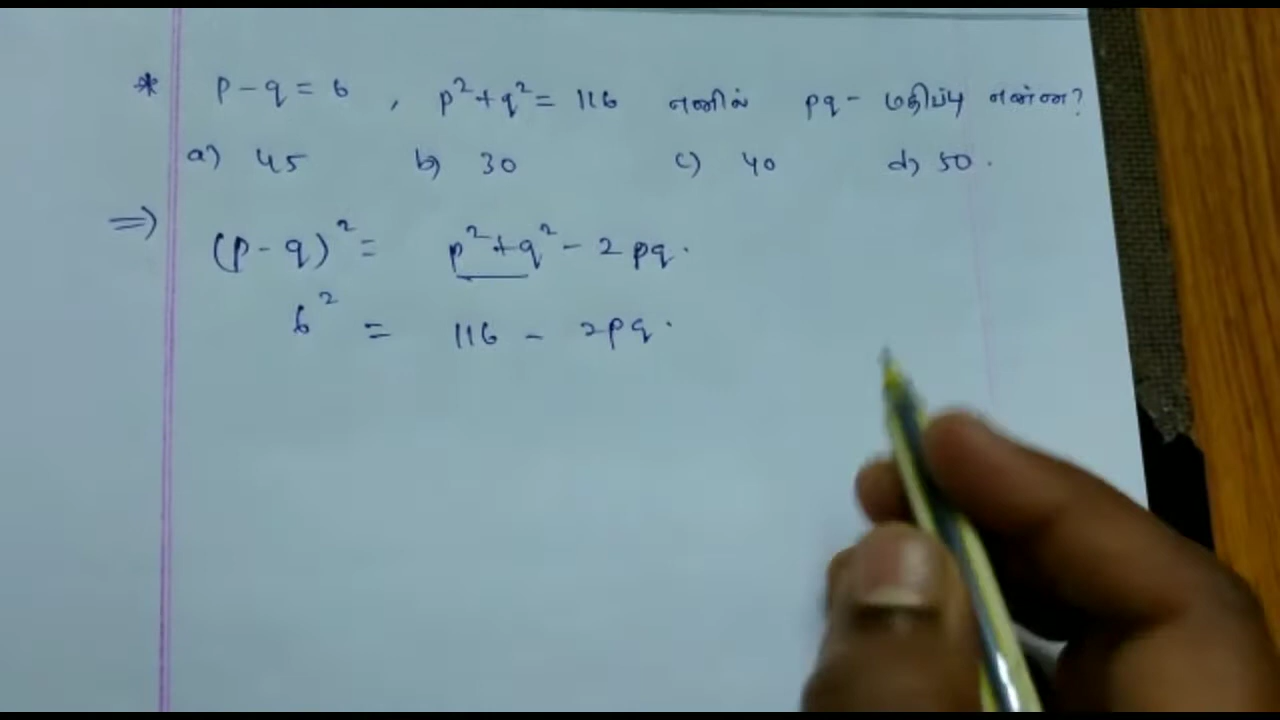 * p - q = 6 , p² + q² = 116 எனில் pq - மதிப்பு என்ன?
a) 45 b) 30 c) 40 d) 50 .
⇒ (p - q)² = p² + q² - 2pq .
6² = 116 - 2pq .